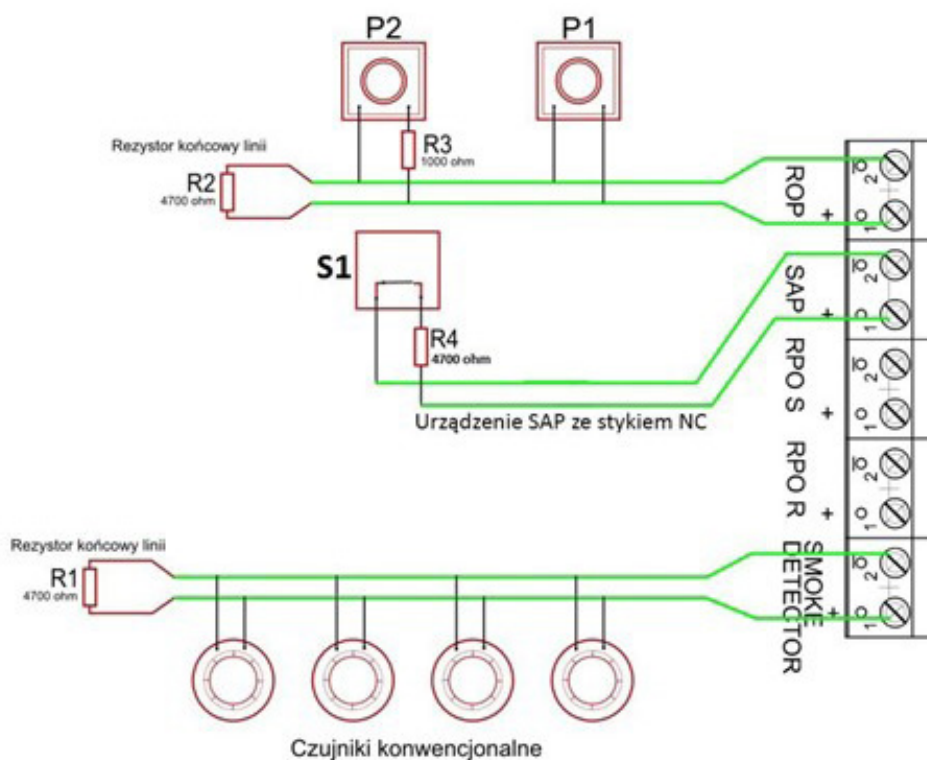 P2
P1
Rezystor końcowy linii
R2
4700 ohm
R3
1000 ohm
ROP
+
2
1
S1
R4
4700 ohm
SAP
+
2
1
Urządzenie SAP ze stykiem NC
RPO S
+
2
1
RPO R
+
2
1
Rezystor końcowy linii
R1
4700 ohm
SMOKE
DETECTOR
+
2
1
Czujniki konwencjonalne